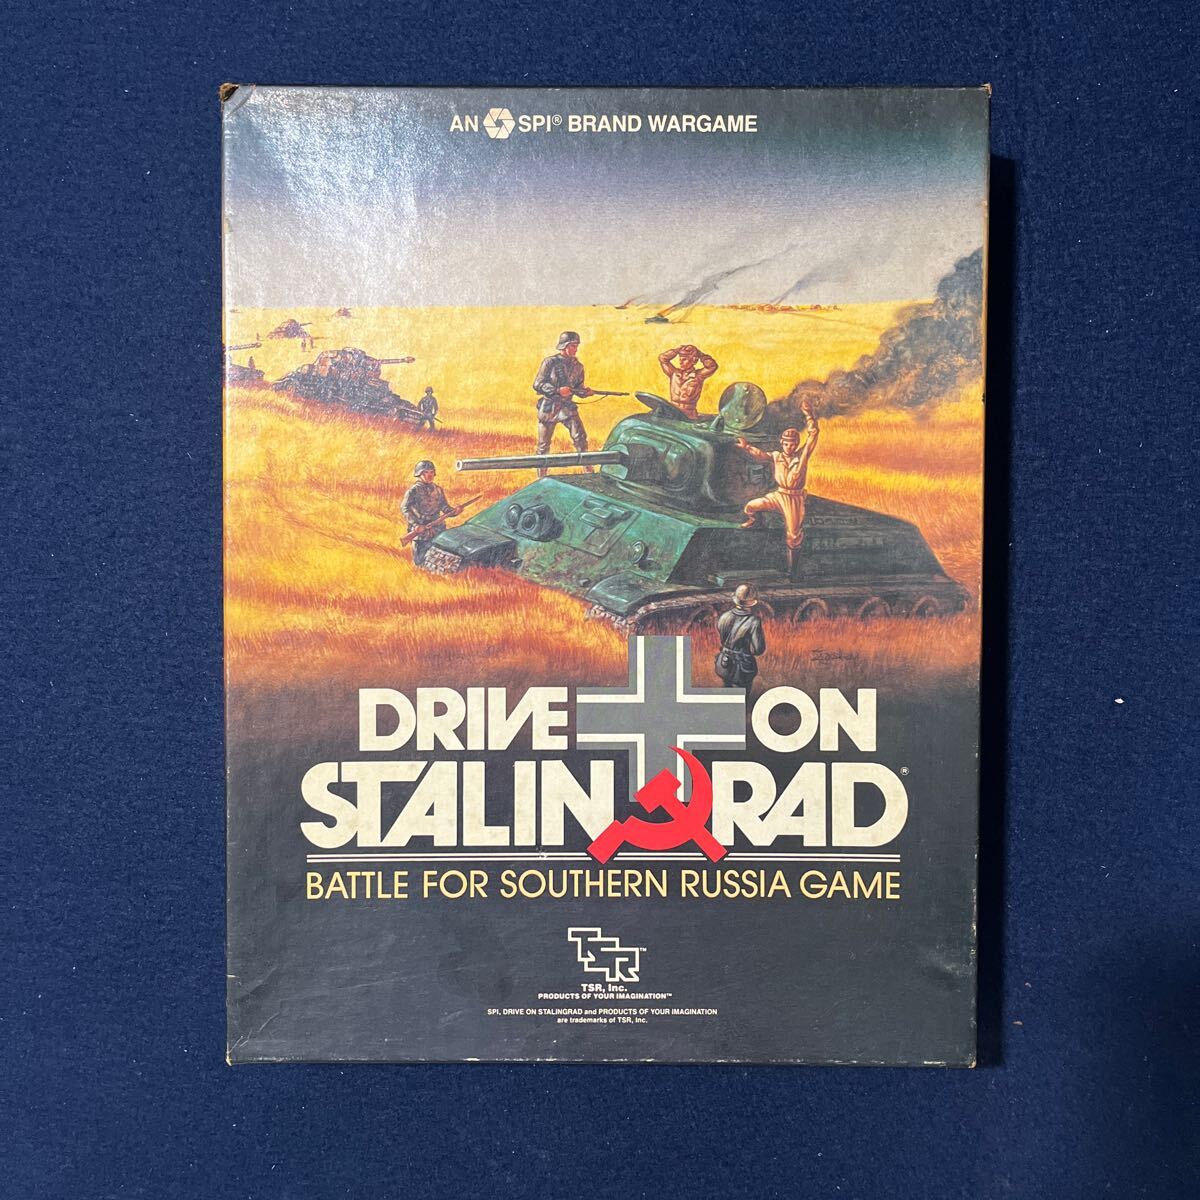 AN SPI® BRAND WARGAME
DRIVE ON
STALINGRAD®
BATTLE FOR SOUTHERN RUSSIA GAME
TSR™
TSR, Inc.
PRODUCTS OF YOUR IMAGINATION™
SPI, DRIVE ON STALINGRAD and PRODUCTS OF YOUR IMAGINATION
are trademarks of TSR, Inc.